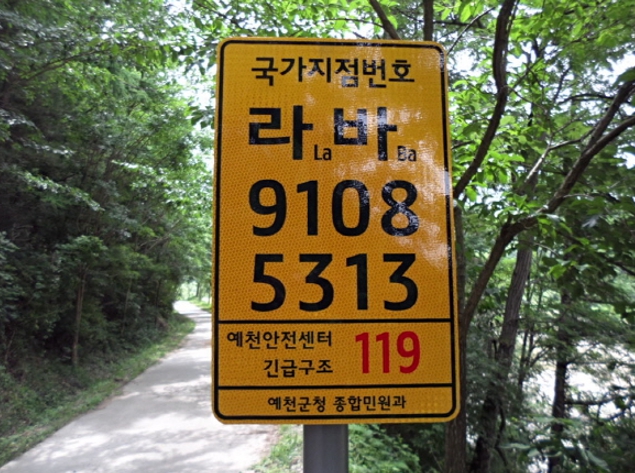 국가지점번호
라La 바Ba
9108
5313
예천안전센터 119
긴급구조
예천군청 종합민원과